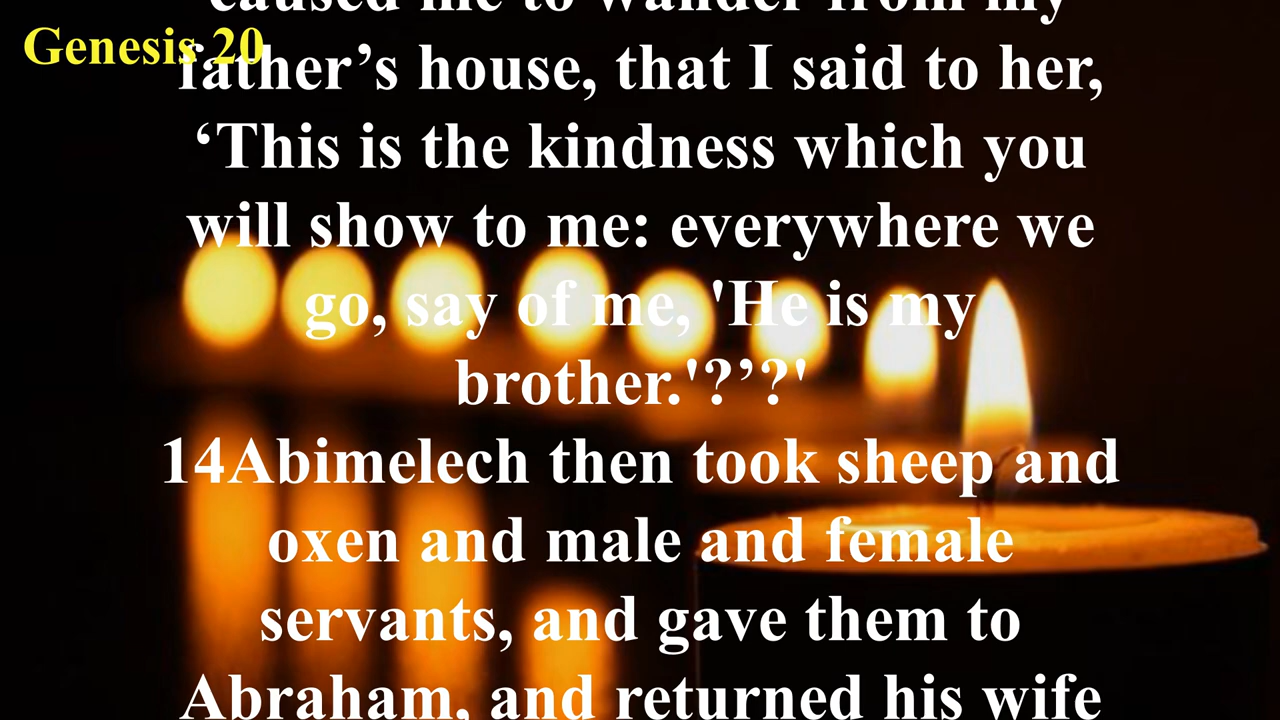 caused me to wander from my
Genesis 20
father’s house, that I said to her,
‘This is the kindness which you
will show to me: everywhere we
go, say of me, 'He is my
brother.'?’?'
14Abimelech then took sheep and
oxen and male and female
servants, and gave them to
Abraham, and returned his wife